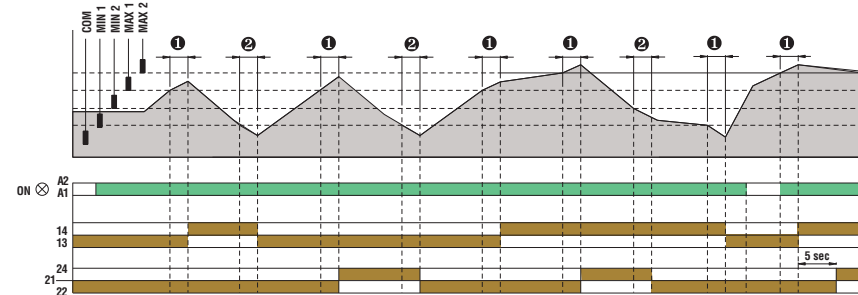 COM
MIN 1
MIN 2
MAX 1
MAX 2
❶ ❷ ❶ ❷ ❶ ❶ ❷ ❶ ❶
ON ⊗
A2
A1
14
13
24
21
22
5 sec